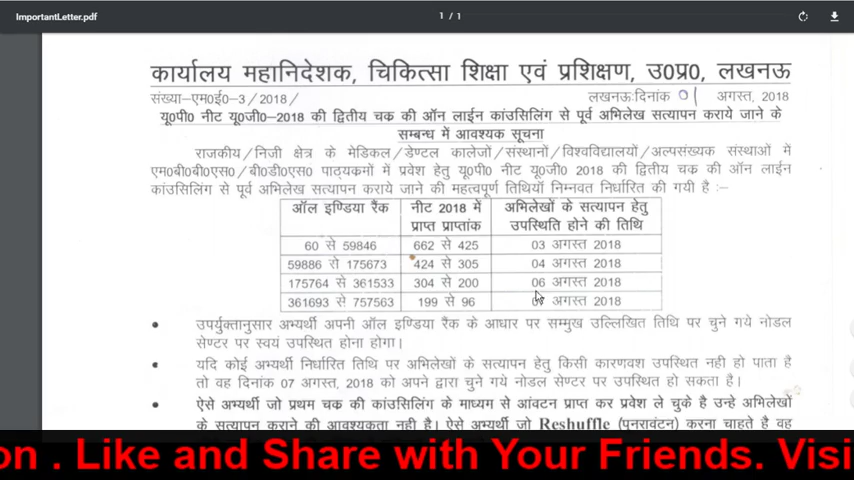 ImportantLetter.pdf
1 / 1
कार्यालय महानिदेशक, चिकित्सा शिक्षा एवं प्रशिक्षण, उ0प्र0, लखनऊ
संख्या-एम0ई0-3 / 2018 /
लखनऊःदिनांक 01 अगस्त, 2018
यू0पी0 नीट यू0जी0-2018 की द्वितीय चक्र की ऑन लाईन कांउसिलिंग से पूर्व अभिलेख सत्यापन कराये जाने के
सम्बन्ध में आवश्यक सूचना
राजकीय / निजी क्षेत्र के मेडिकल / डेण्टल कालेजों / संस्थानों / विश्वविद्यालयों / अल्पसंख्यक संस्थाओं में
एम0बी0बी0एस0 / बी0डी0एस0 पाठ्यक्रमों में प्रवेश हेतु यू0पी0 नीट यू0जी0 2018 की द्वितीय चक्र की ऑन लाईन
कांउसिलिंग से पूर्व अभिलेख सत्यापन कराये जाने की महत्वपूर्ण तिथियॉ निम्नवत निर्धारित की गयी है :-
ऑल इण्डिया रैंक नीट 2018 में अभिलेखों के सत्यापन हेतु
प्राप्त प्राप्तांक उपस्थिति होने की तिथि
60 से 59846 662 से 425 03 अगस्त 2018
59886 से 175673 424 से 305 04 अगस्त 2018
175764 से 361533 304 से 200 06 अगस्त 2018
361693 से 757563 199 से 96 अगस्त 2018
• उपर्युक्तानुसार अभ्यर्थी अपनी ऑल इण्डिया रैंक के आधार पर सम्मुख उल्लिखित तिथि पर चुने गये नोडल
सेण्टर पर स्वयं उपस्थित होना होगा।
• यदि कोई अभ्यर्थी निर्धारित तिथि पर अभिलेखों के सत्यापन हेतु किसी कारणवश उपस्थित नही हो पाता है
तो वह दिनांक 07 अगस्त, 2018 को अपने द्वारा चुने गये नोडल सेण्टर पर उपस्थित हो सकता है।
• ऐसे अभ्यर्थी जो प्रथम चक्र की कांउसिलिंग के माध्यम से आंवटन प्राप्त कर प्रवेश ले चुके है उन्हे अभिलेखों
के सत्यापन कराने की आवश्यकता नही है। ऐसे अभ्यर्थी जो Reshuffle (पुनरावंटन) करना चाहते है वह
on . Like and Share with Your Friends. Visi